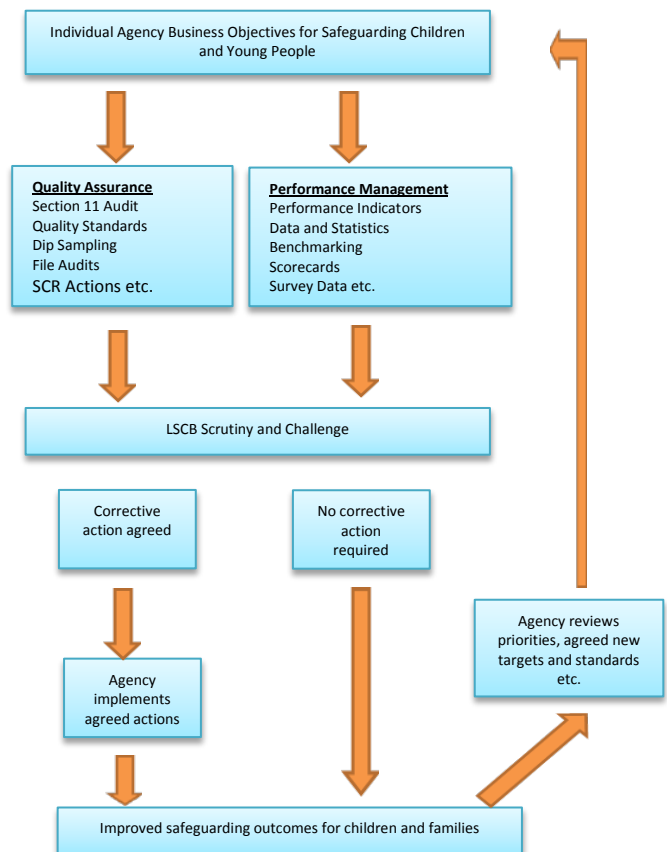 Individual Agency Business Objectives for Safeguarding Children
and Young People
Quality Assurance
Section 11 Audit
Quality Standards
Dip Sampling
File Audits
SCR Actions etc.
Performance Management
Performance Indicators
Data and Statistics
Benchmarking
Scorecards
Survey Data etc.
LSCB Scrutiny and Challenge
Corrective
action agreed
No corrective
action
required
Agency
implements
agreed actions
Agency reviews
priorities, agreed new
targets and standards
etc.
Improved safeguarding outcomes for children and families